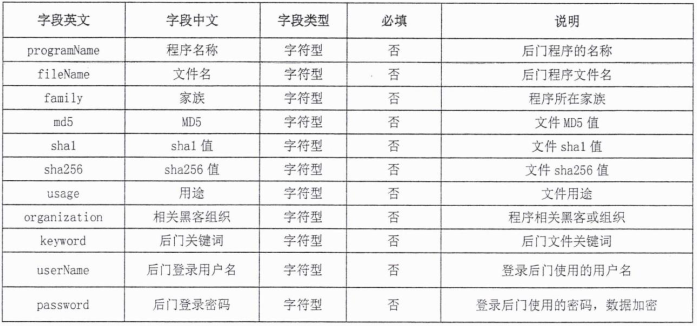 字段英文 字段中文 字段类型 必填 说明
programName 程序名称 字符型 否 后门程序的名称
fileName 文件名 字符型 否 后门程序文件名
family 家族 字符型 否 程序所在家族
md5 MD5 字符型 否 文件 MD5 值
sha1 sha1 值 字符型 否 文件 sha1 值
sha256 sha256 值 字符型 否 文件 sha256 值
usage 用途 字符型 否 文件用途
organization 相关黑客组织 字符型 否 程序相关黑客或组织
keyword 后门关键词 字符型 否 后门文件关键词
userName 后门登录用户名 字符型 否 登录后门使用的用户名
password 后门登录密码 字符型 否 登录后门使用的密码，数据加密